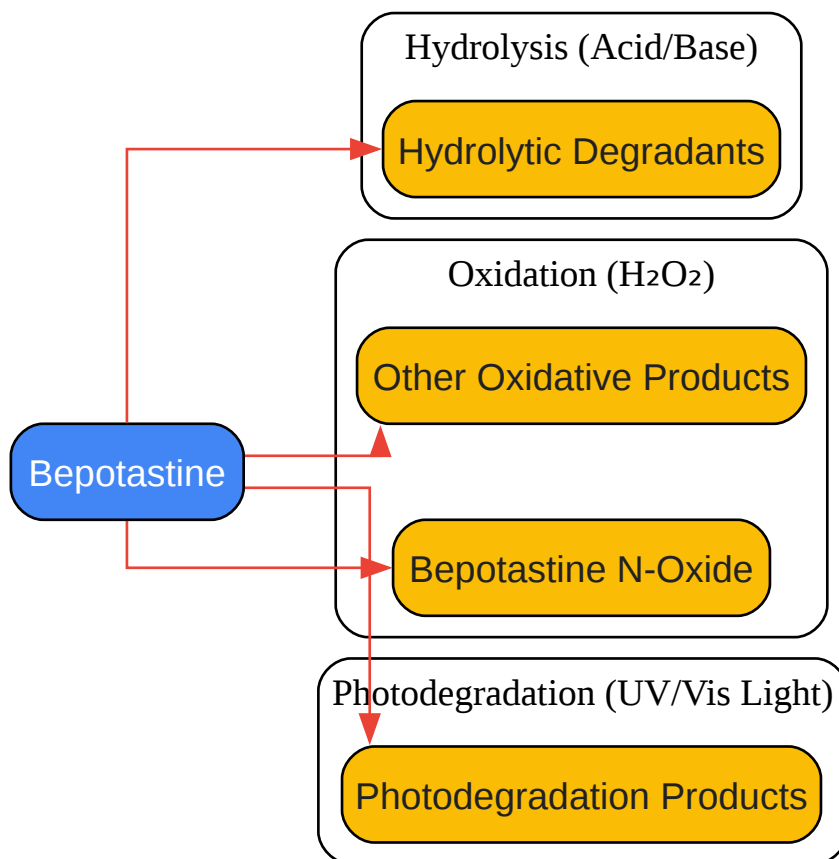 Hydrolysis (Acid/Base)
Hydrolytic Degradants
Oxidation (H₂O₂)
Other Oxidative Products
Bepotastine
Bepotastine N-Oxide
Photodegradation (UV/Vis Light)
Photodegradation Products